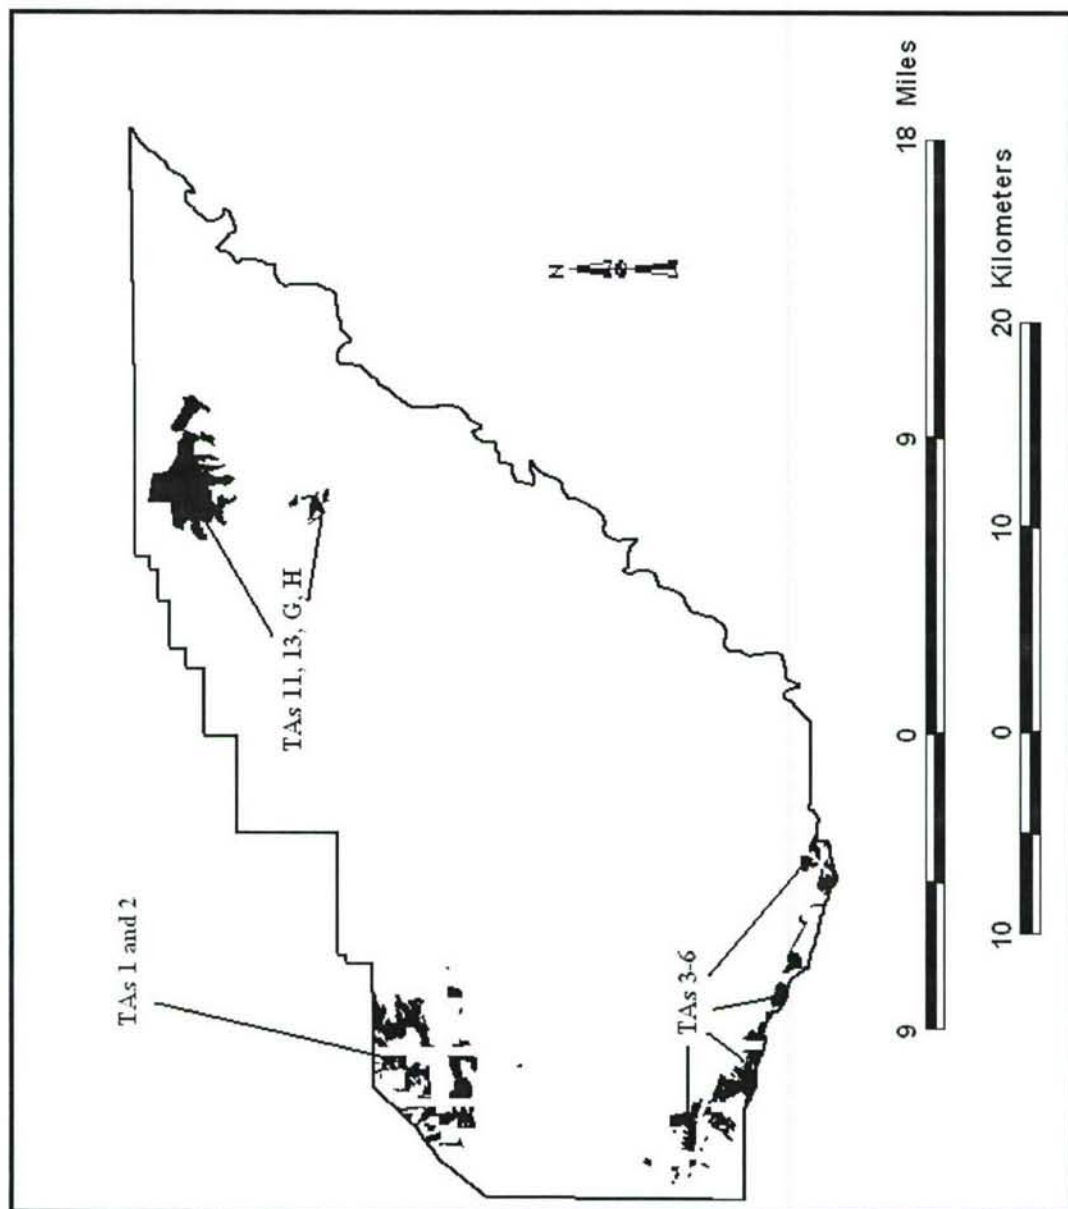 TAs 1 and 2
TAs 11, 13, G, H
TAs 3-6
N
9 0 9 18 Miles
10 0 10 20 Kilometers